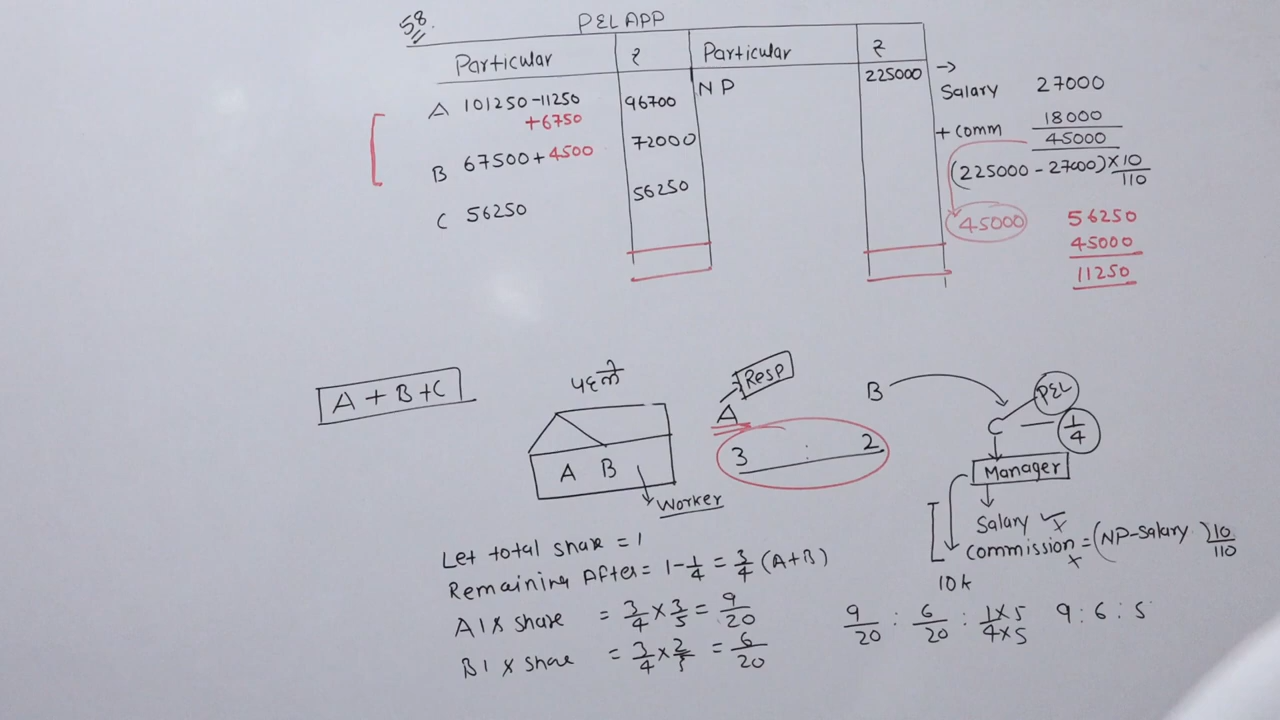 58.
P&L APP
Particular ₹ Particular ₹
A 101250-11250 96700 NP 225000
+6750
B 67500+4500 72000
C 56250 56250
→
Salary 27000
+ Comm 18000
45000
(225000-27000)×10/110
45000
56250
45000
11250
A + B + C
A B
Worker
A
Resp
3 : 2
B
C
P&L
1/4
Manager
Salary ✓ x
Commission = (NP-Salary) 10/110
x
10k
Let total share = 1
Remaining After = 1-1/4 = 3/4 (A+B)
A1 x share = 3/4 × 3/5 = 9/20
B1 x share = 3/4 × 2/5 = 6/20
9/20 : 6/20 : 1×5/4×5 9:6:5